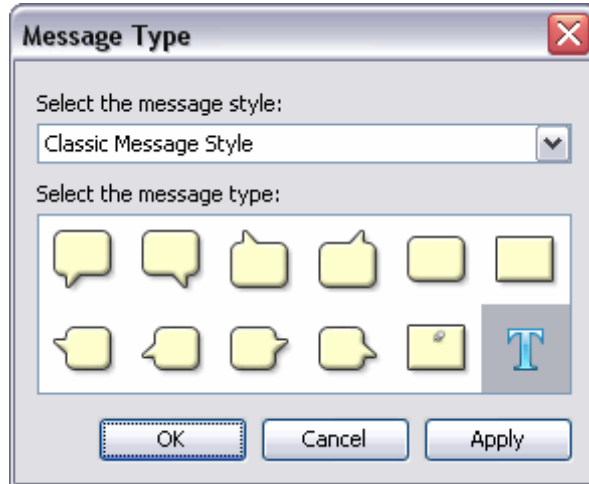 Message Type
Select the message style:
Classic Message Style
Select the message type:
T
OK Cancel Apply